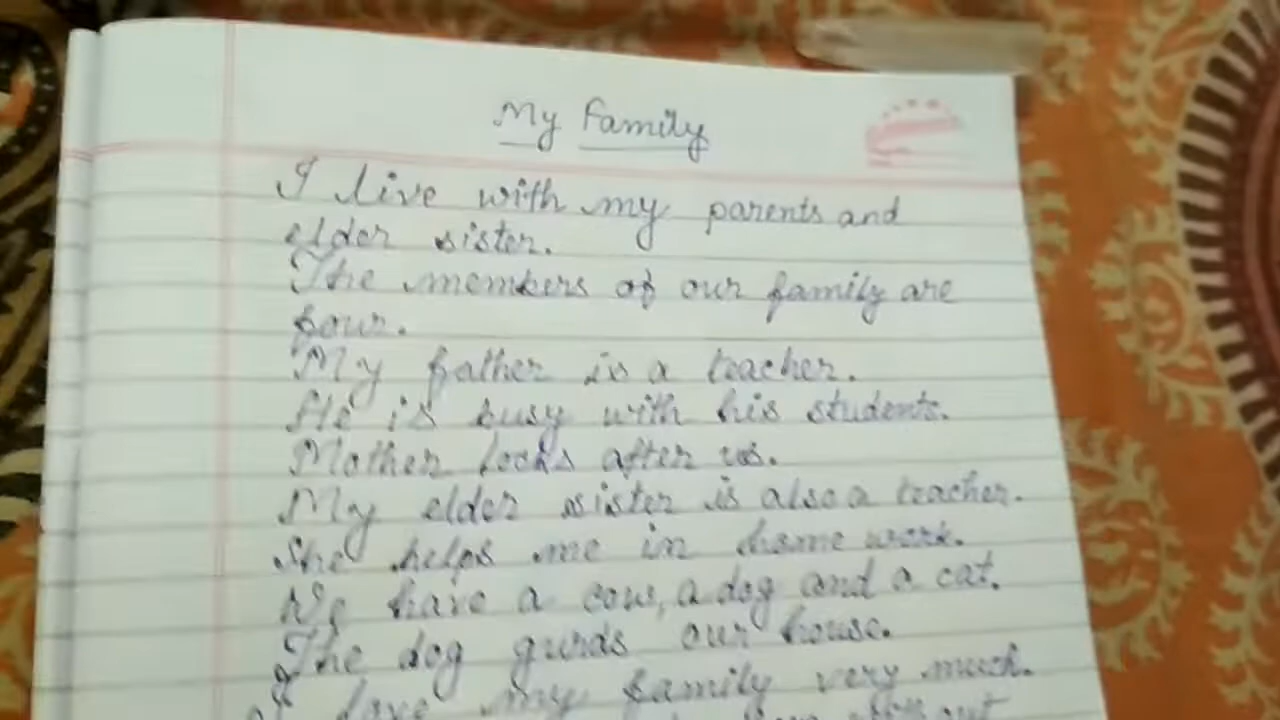 My Family
I live with my parents and
elder sister.
The members of our family are
four.
My father is a teacher.
He is busy with his students.
Mother looks after us.
My elder sister is also a teacher.
She helps me in home work.
We have a cow, a dog and a cat.
The dog gurds our house.
I love my family very much.